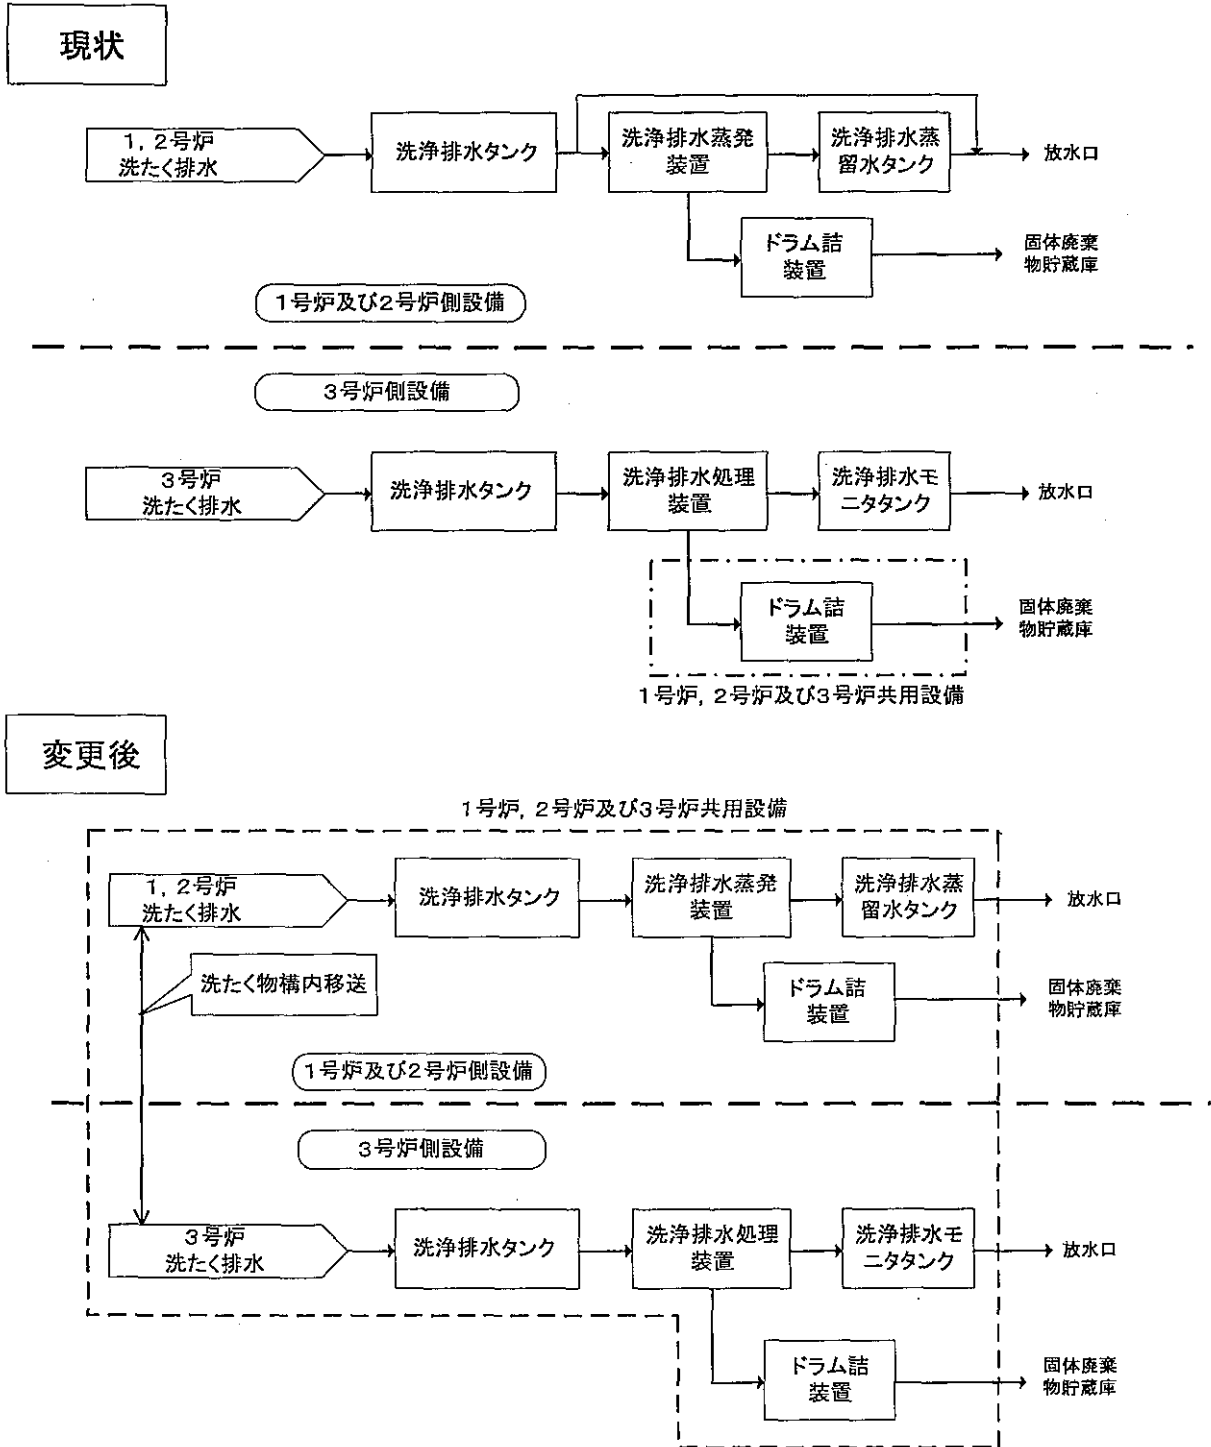 現状
1，2号炉
洗たく排水
洗浄排水タンク
洗浄排水蒸発
装置
洗浄排水蒸
留水タンク
放水口
ドラム詰
装置
固体廃棄
物貯蔵庫
1号炉及び2号炉側設備
3号炉側設備
3号炉
洗たく排水
洗浄排水タンク
洗浄排水処理
装置
洗浄排水モ
ニタタンク
放水口
ドラム詰
装置
固体廃棄
物貯蔵庫
1号炉，2号炉及び3号炉共用設備
変更後
1号炉，2号炉及び3号炉共用設備
1，2号炉
洗たく排水
洗浄排水タンク
洗浄排水蒸発
装置
洗浄排水蒸
留水タンク
放水口
洗たく物構内移送
ドラム詰
装置
固体廃棄
物貯蔵庫
1号炉及び2号炉側設備
3号炉側設備
3号炉
洗たく排水
洗浄排水タンク
洗浄排水処理
装置
洗浄排水モ
ニタタンク
放水口
ドラム詰
装置
固体廃棄
物貯蔵庫